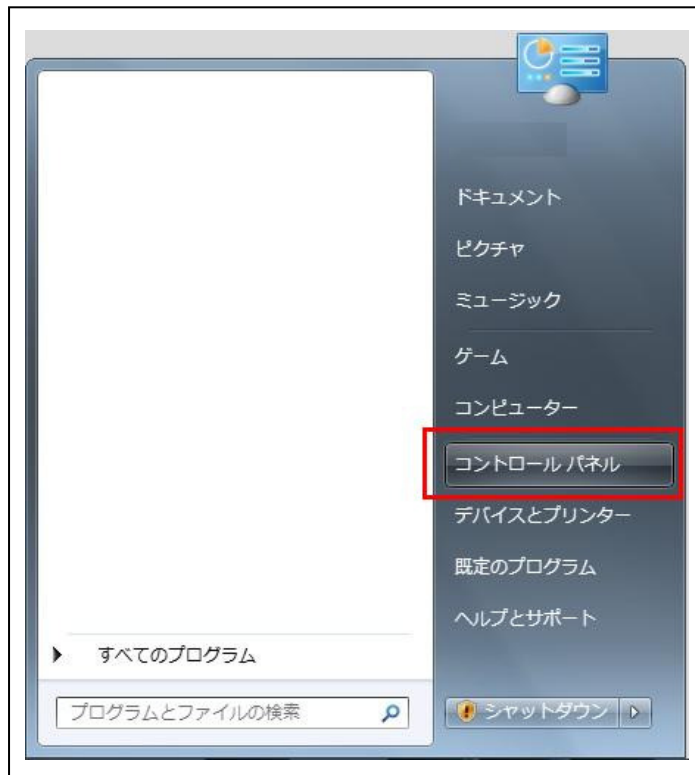 ドキュメント
ピクチャ
ミュージック
ゲーム
コンピューター
コントロール パネル
デバイスとプリンター
既定のプログラム
ヘルプとサポート
すべてのプログラム
プログラムとファイルの検索
シャットダウン